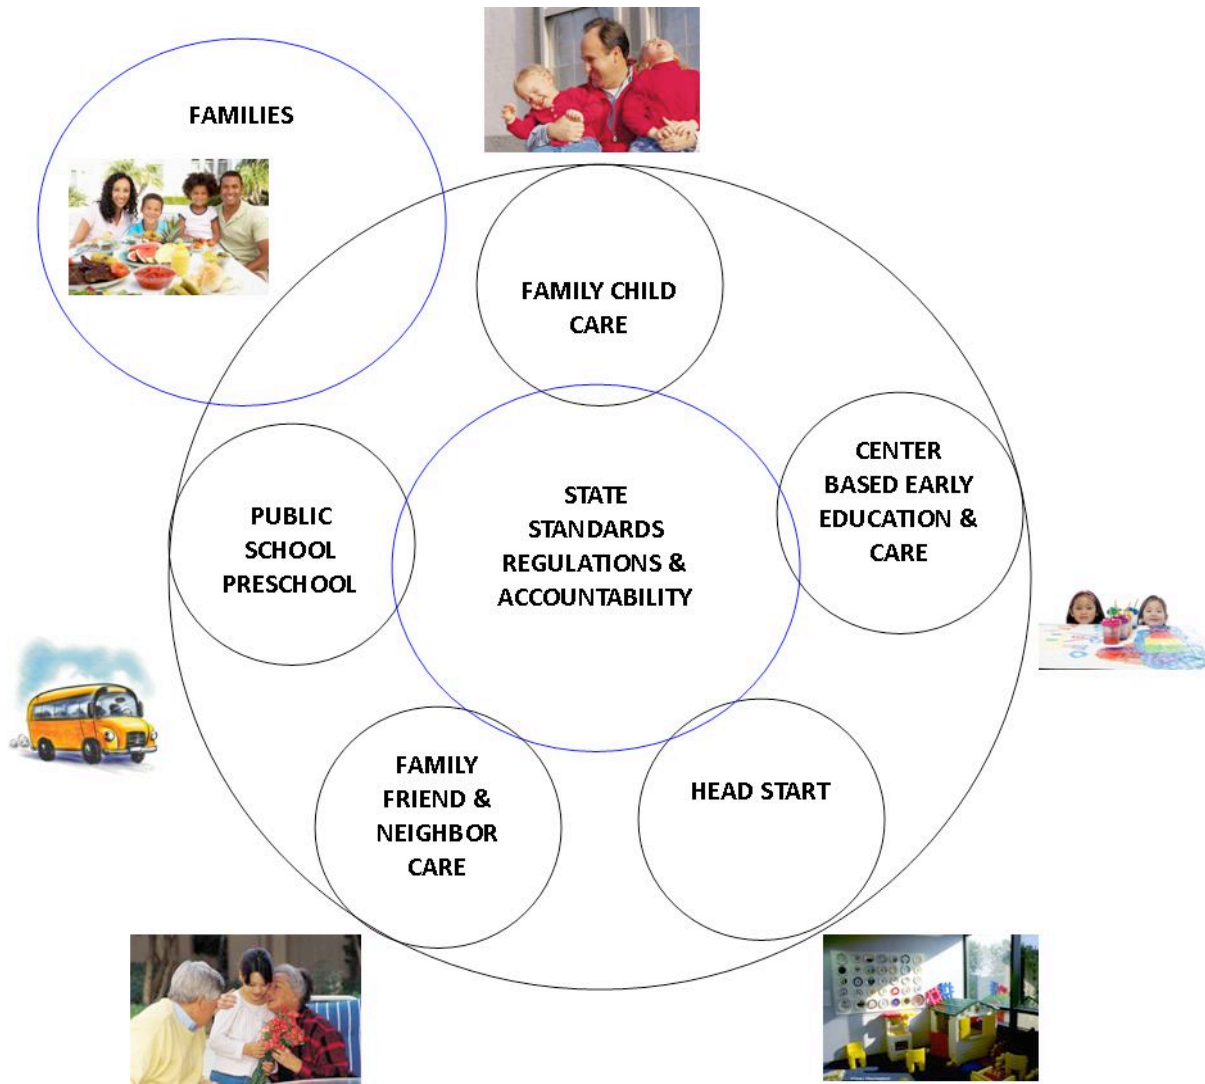 FAMILIES
FAMILY CHILD
CARE
CENTER
BASED EARLY
EDUCATION &
CARE
STATE
STANDARDS
REGULATIONS &
ACCOUNTABILITY
PUBLIC
SCHOOL
PRESCHOOL
FAMILY
FRIEND &
NEIGHBOR
CARE
HEAD START